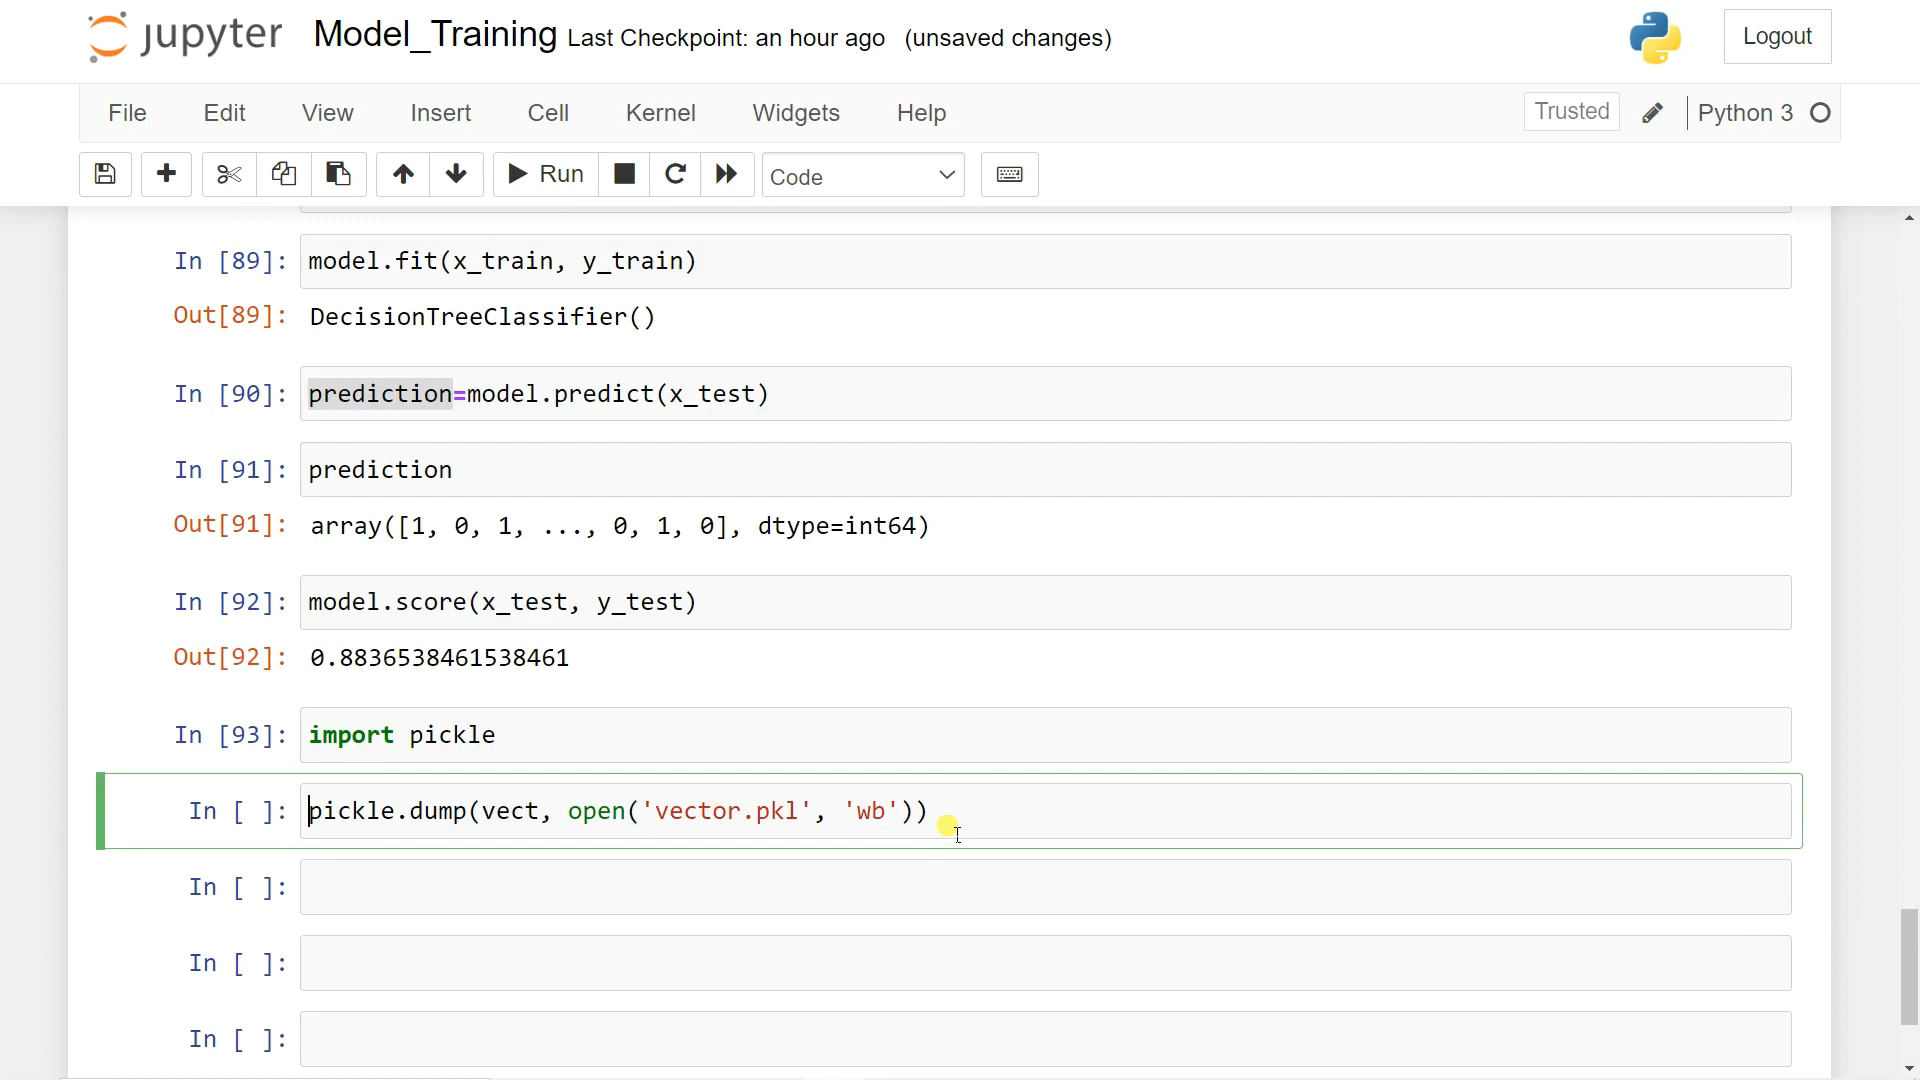 jupyter Model_Training Last Checkpoint: an hour ago (unsaved changes) Logout
File Edit View Insert Cell Kernel Widgets Help Trusted Python 3
Run Code
In [89]: model.fit(x_train, y_train)
Out[89]: DecisionTreeClassifier()
In [90]: prediction=model.predict(x_test)
In [91]: prediction
Out[91]: array([1, 0, 1, ..., 0, 1, 0], dtype=int64)
In [92]: model.score(x_test, y_test)
Out[92]: 0.8836538461538461
In [93]: import pickle
In [ ]: pickle.dump(vect, open('vector.pkl', 'wb'))
In [ ]:
In [ ]:
In [ ]: